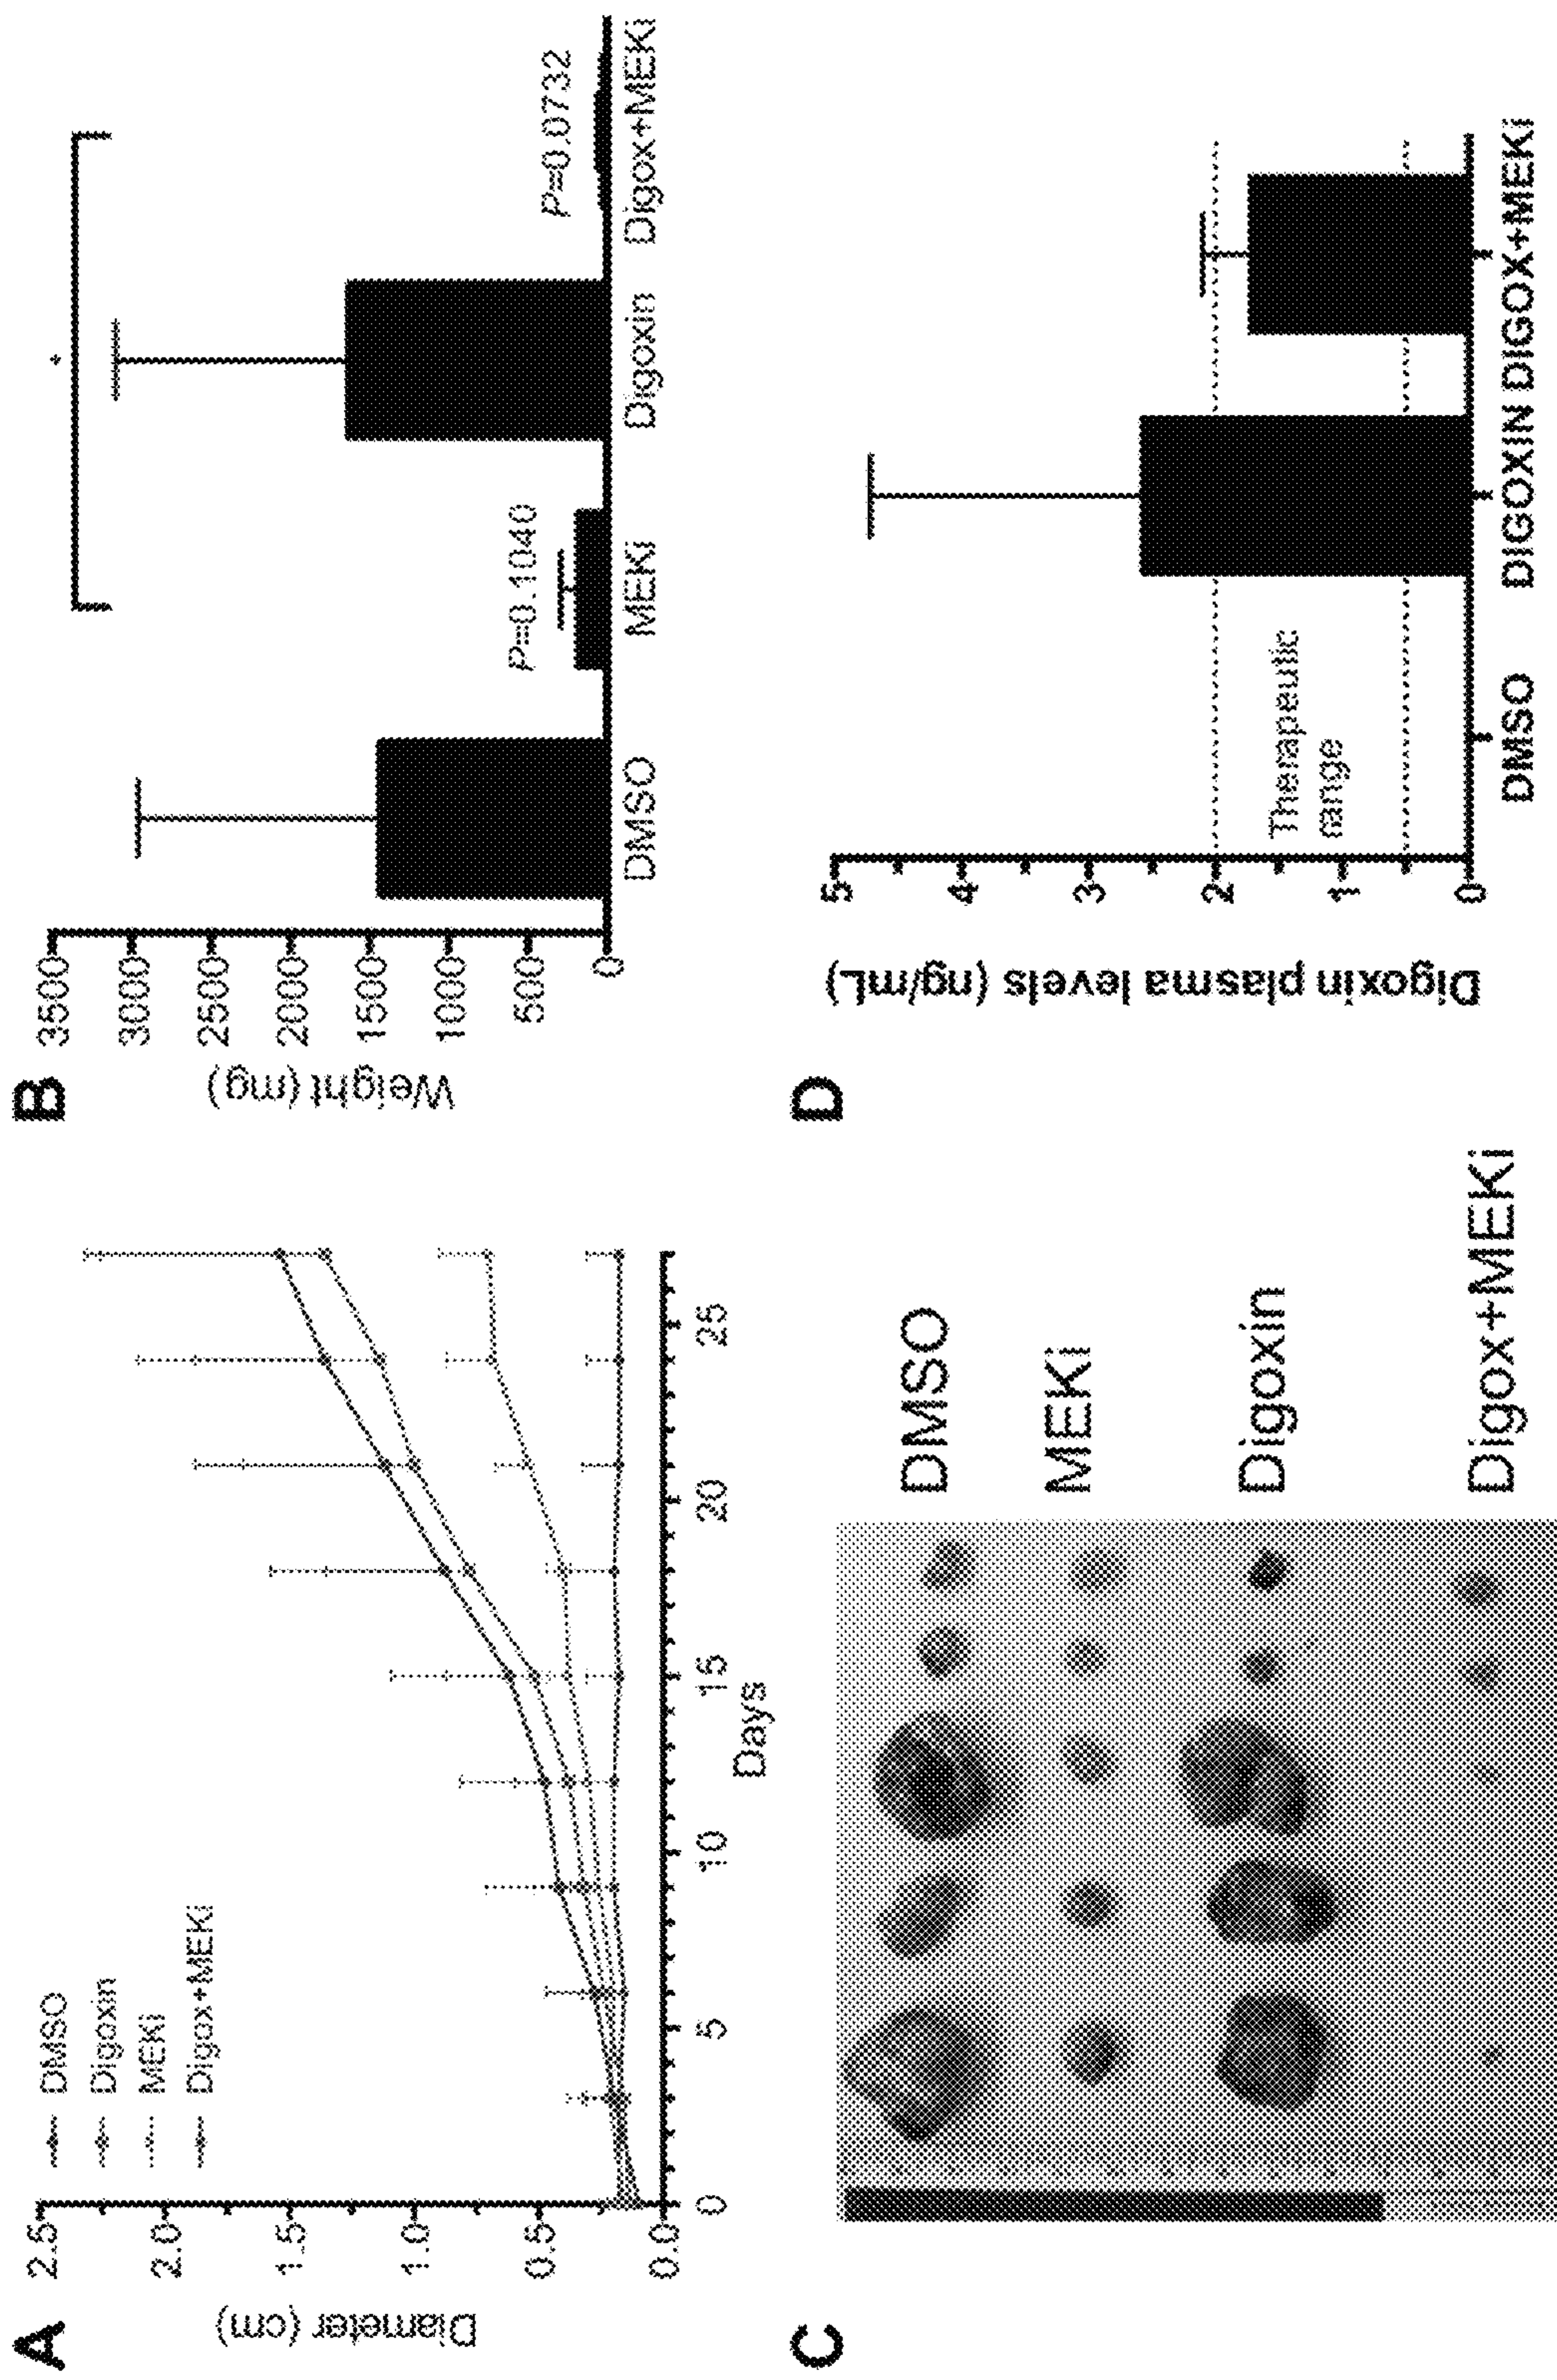 A
Diameter (cm)
2.5
2.0
1.5
1.0
0.5
0.0
DMSO
Digoxin
MEKi
Digox+MEKi
0
5
10
15
20
25
Days
B
Weight (mg)
3500
3000
2500
2000
1500
1000
500
0
*
P=0.1040
P=0.0732
DMSO
MEKi
Digoxin
Digox+MEKi
C
DMSO
MEKi
Digoxin
Digox+MEKi
D
Digoxin plasma levels (ng/mL)
5
4
3
2
1
0
Therapeutic
range
DMSO
DIGOXIN
DIGOX+MEKi